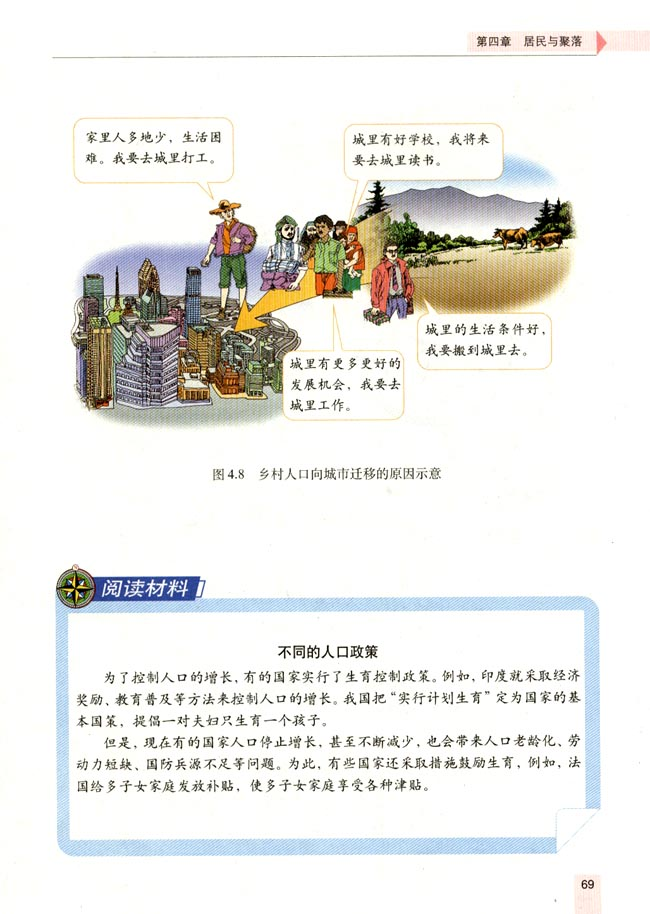 第四章 居民与聚落
家里人多地少，生活困
难。我要去城里打工。
城里有好学校，我将来
要去城里读书。
城里的生活条件好，
我要搬到城里去。
城里有更多更好的
发展机会，我要去
城里工作。
图4.8 乡村人口向城市迁移的原因示意
阅读材料
不同的人口政策
为了控制人口的增长，有的国家实行了生育控制政策。例如，印度就采取经济
奖励、教育普及等方法来控制人口的增长。我国把“实行计划生育”定为国家的基
本国策，提倡一对夫妇只生育一个孩子。
但是，现在有的国家人口停止增长，甚至不断减少，也会带来人口老龄化、劳
动力短缺、国防兵源不足等问题。为此，有些国家还采取措施鼓励生育，例如，法
国给多子女家庭发放补贴，使多子女家庭享受各种津贴。
69